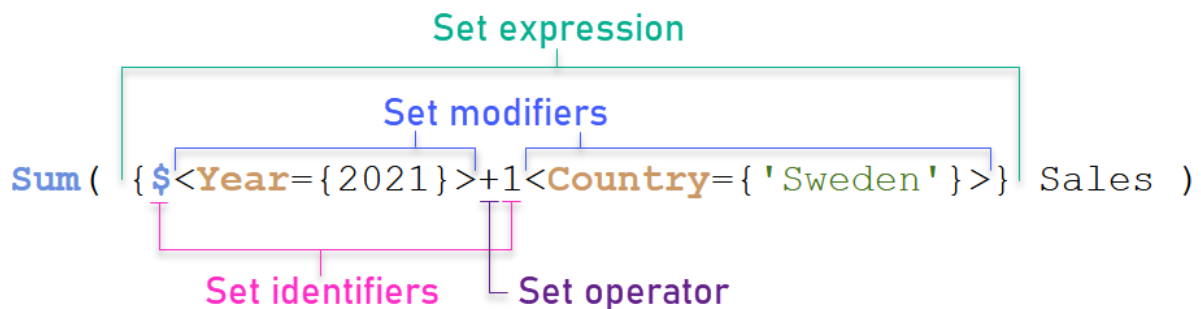 Set expression
Set modifiers
Sum( {$<Year={2021}>+1<Country={'Sweden'}>} Sales )
Set identifiers
Set operator